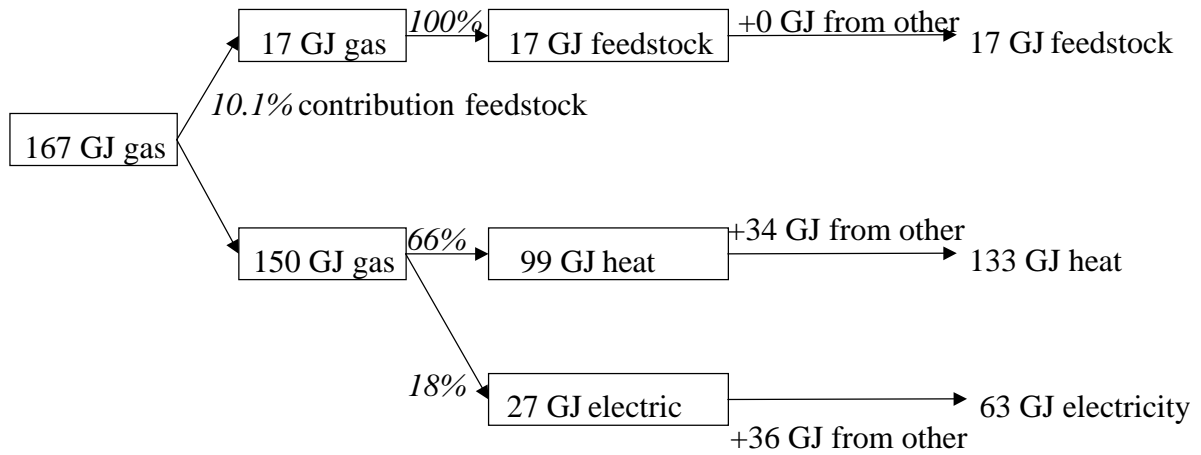 100%
+0 GJ from other
17 GJ gas
17 GJ feedstock
17 GJ feedstock
10.1% contribution feedstock
167 GJ gas
+34 GJ from other
66%
150 GJ gas
99 GJ heat
133 GJ heat
18%
27 GJ electric
63 GJ electricity
+36 GJ from other